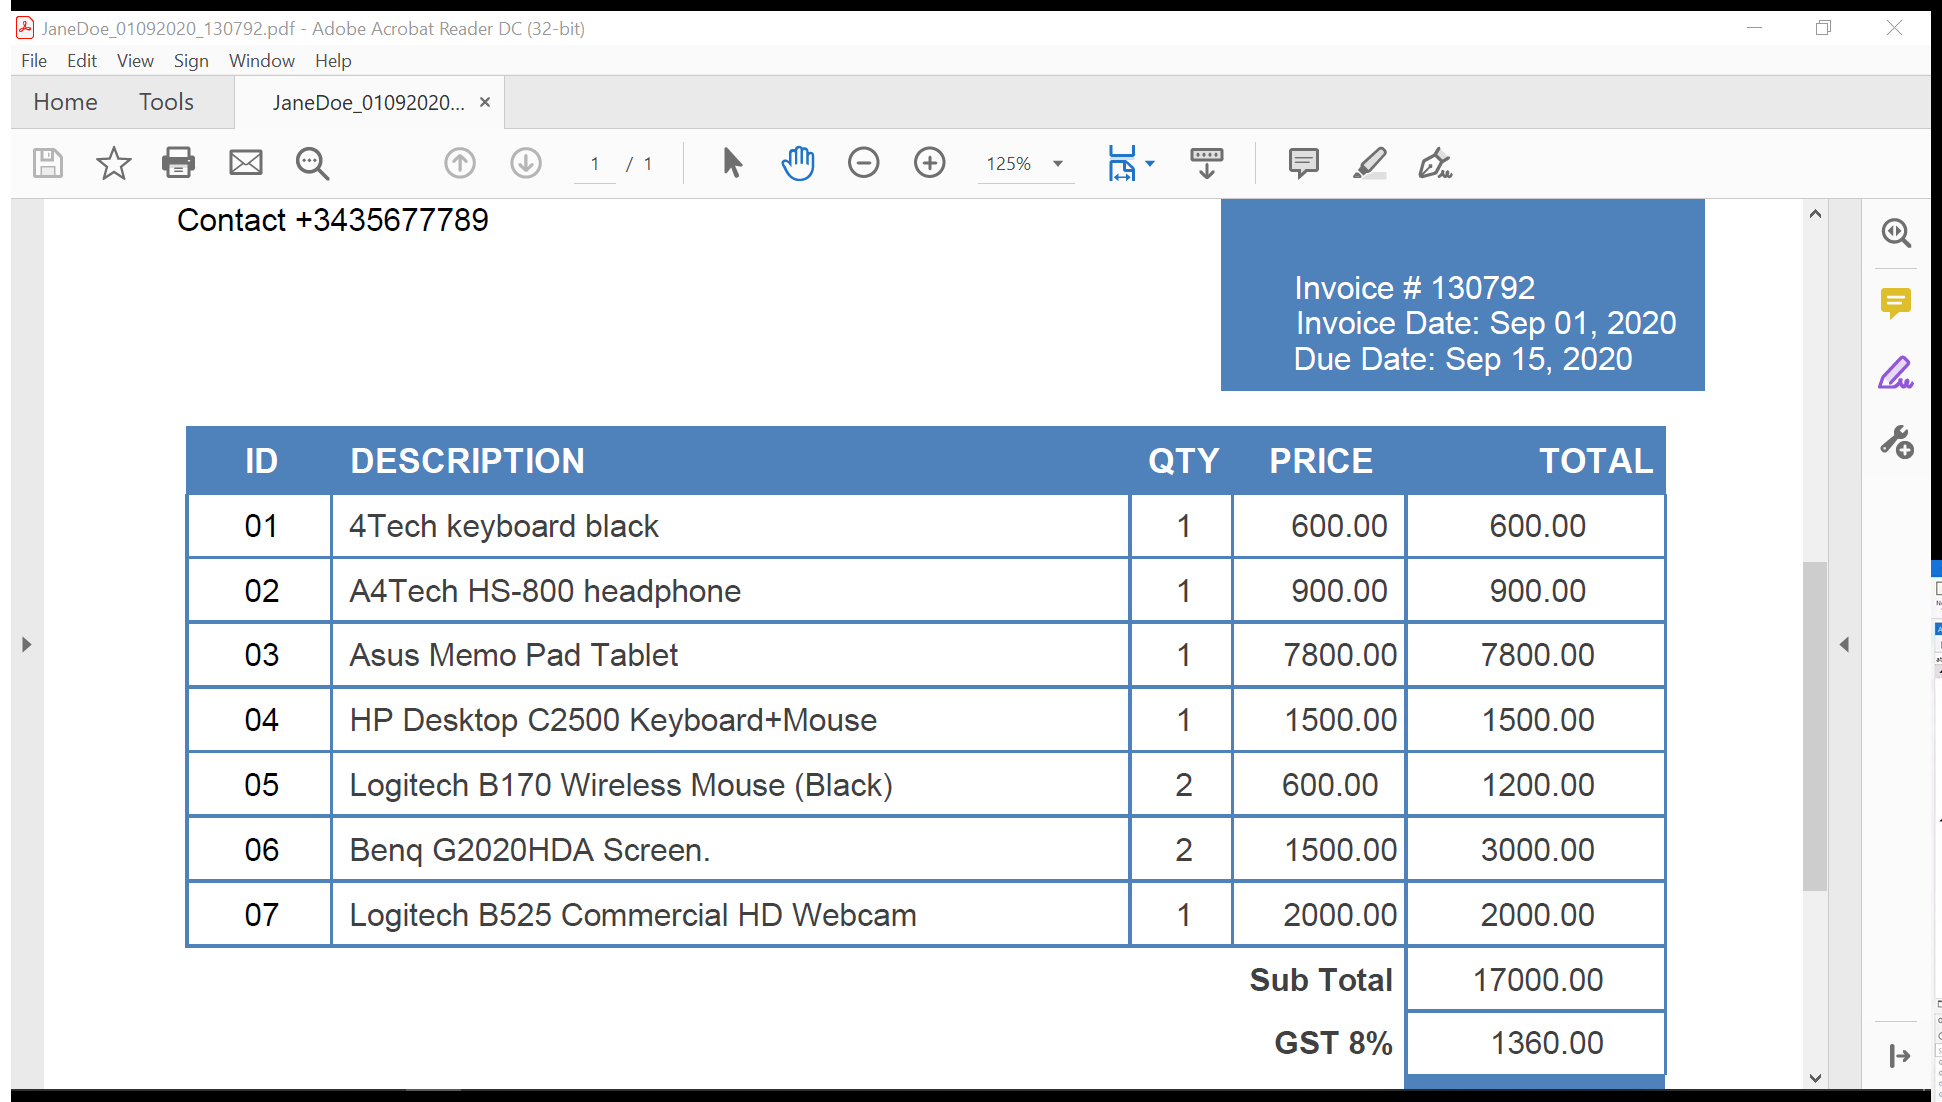 JaneDoe_01092020_130792.pdf - Adobe Acrobat Reader DC (32-bit)
File Edit View Sign Window Help
Home Tools JaneDoe_01092020... ×
1 / 1 125%
Contact +3435677789
Invoice # 130792
Invoice Date: Sep 01, 2020
Due Date: Sep 15, 2020
ID DESCRIPTION QTY PRICE TOTAL
01 4Tech keyboard black 1 600.00 600.00
02 A4Tech HS-800 headphone 1 900.00 900.00
03 Asus Memo Pad Tablet 1 7800.00 7800.00
04 HP Desktop C2500 Keyboard+Mouse 1 1500.00 1500.00
05 Logitech B170 Wireless Mouse (Black) 2 600.00 1200.00
06 Benq G2020HDA Screen. 2 1500.00 3000.00
07 Logitech B525 Commercial HD Webcam 1 2000.00 2000.00
Sub Total 17000.00
GST 8% 1360.00